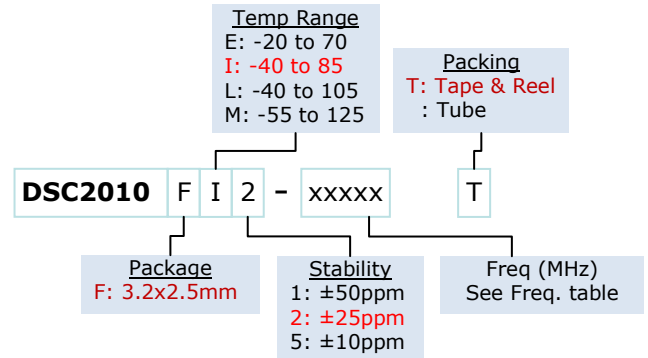 Temp Range
E: -20 to 70
I: -40 to 85
L: -40 to 105
M: -55 to 125
Packing
T: Tape & Reel
: Tube
DSC2010 F I 2 - xxxxx T
Package
F: 3.2x2.5mm
Stability
1: ±50ppm
2: ±25ppm
5: ±10ppm
Freq (MHz)
See Freq. table